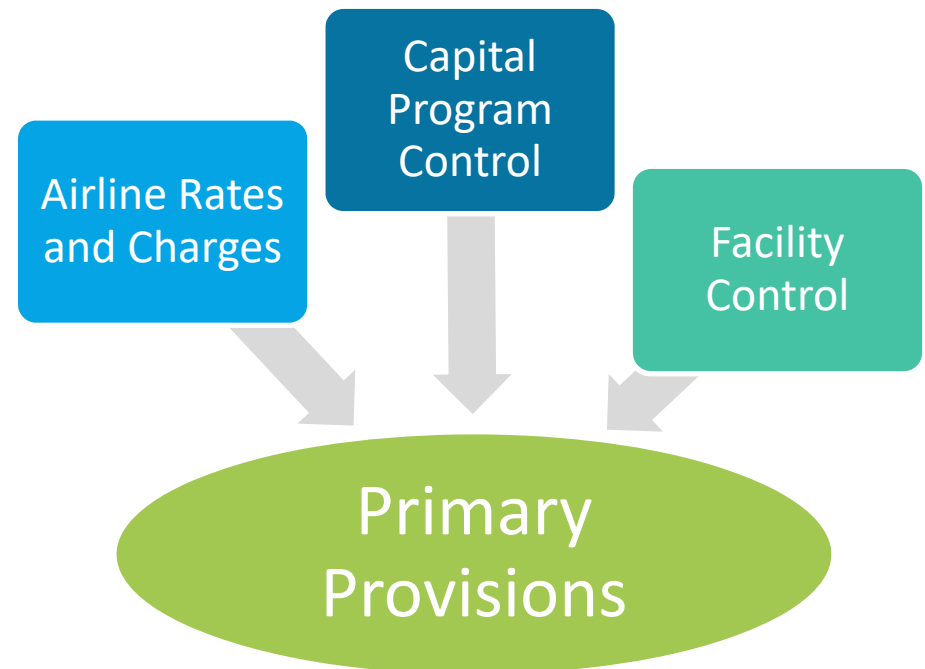 Airline Rates
and Charges
Capital
Program
Control
Facility
Control
Primary
Provisions